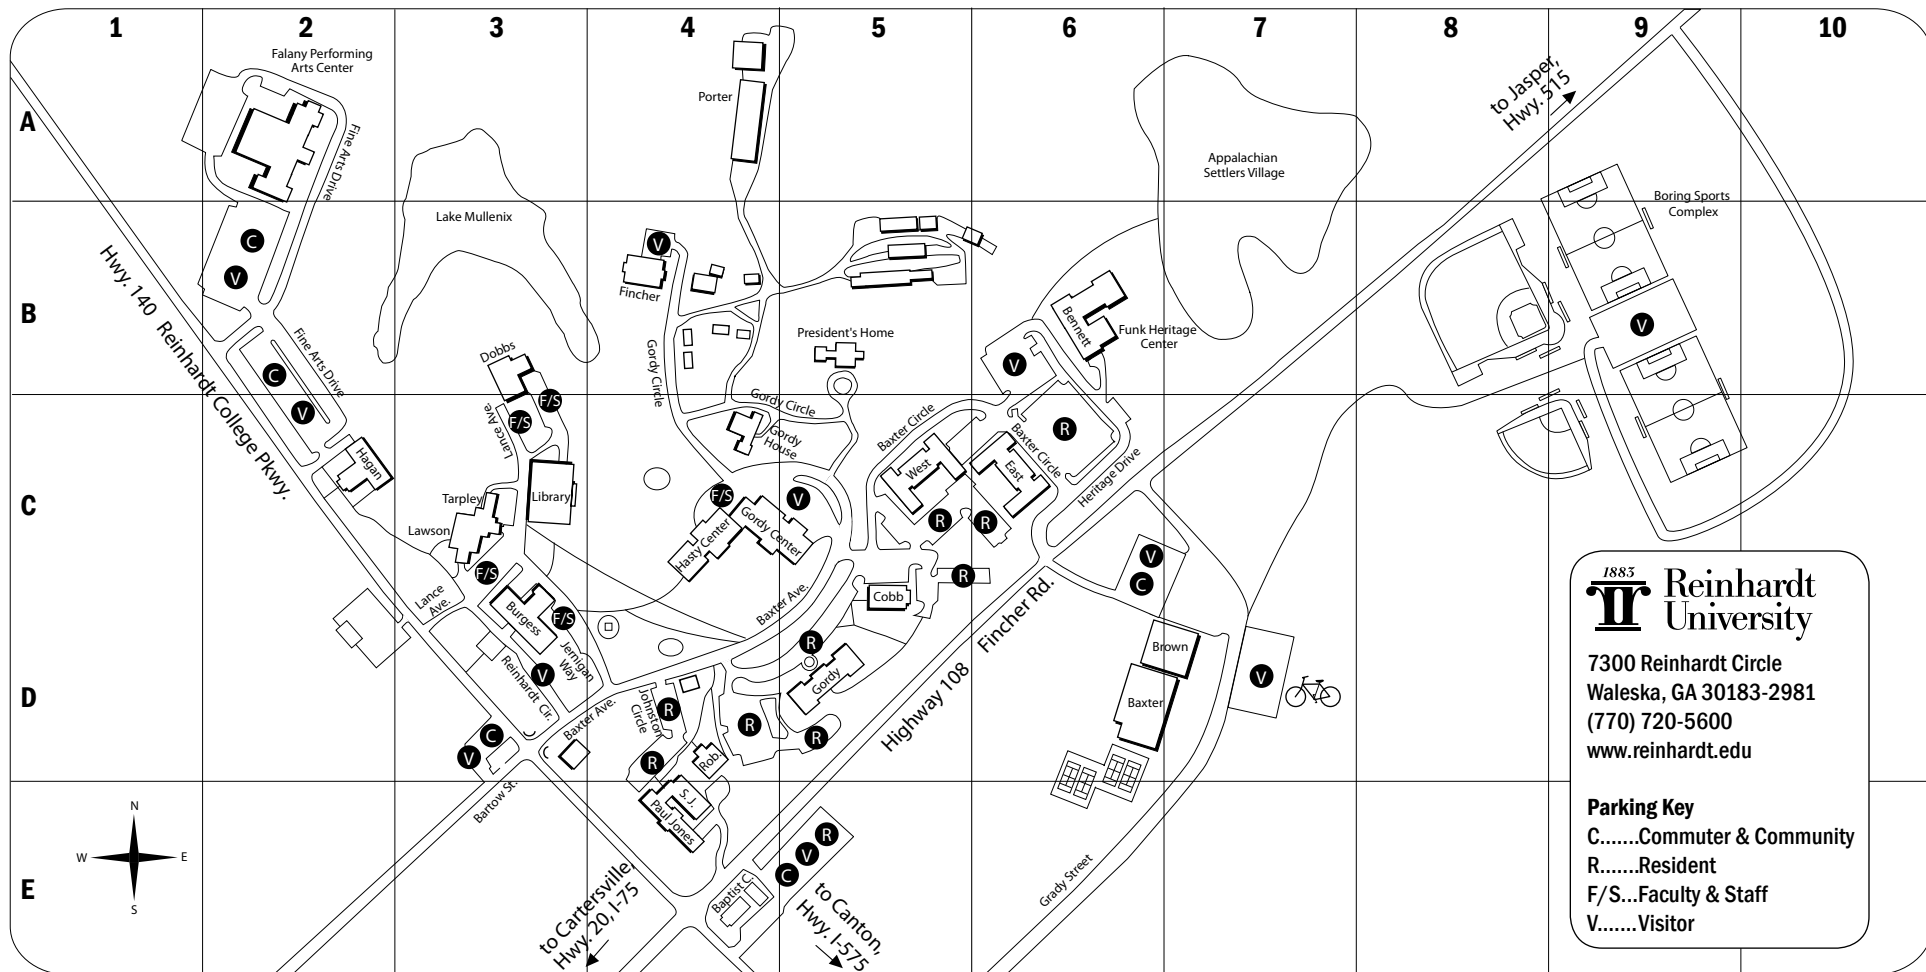 1 2 3 4 5 6 7 8 9 10
A
B
C
D
E
Falany Performing
Arts Center
Fine Arts Drive
C
V
Hwy. 140 Reinhardt College Pkwy.
Fine Arts Drive
C
V
Hagan
Lake Mullenix
Dobbs
F/S
F/S
Lance Ave.
Library
Tarpley
Lawson
F/S
Lance
Ave.
Burgess
F/S
Jernigan
Way
V
Reinhardt Cir.
Baxter Ave.
C
V
Bartow St.
Porter
V
Fincher
Gordy Circle
President's Home
Gordy Circle
Gordy
House
F/S
V
Hasty Center
Gordy Center
Baxter Ave.
Baxter Circle
West
East
Baxter Circle
R
R
R
Cobb
R
Gordy
R
R
Johnston
Circle
R
R
Rob.
S.J.
Paul Jones
Baptist C.
R
V
C
to Cartersville,
Hwy. 20, I-75
to Canton,
Hwy. I-575
Highway 108 Fincher Rd.
Bennett
Funk Heritage
Center
V
R
Heritage Drive
Appalachian
Settlers Village
to Jasper,
Hwy. 515
Boring Sports
Complex
V
V
C
Brown
Baxter
V
Grady Street
N
W E
S
1883
Reinhardt
University
7300 Reinhardt Circle
Waleska, GA 30183-2981
(770) 720-5600
www.reinhardt.edu
Parking Key
C.......Commuter & Community
R.......Resident
F/S...Faculty & Staff
V.......Visitor